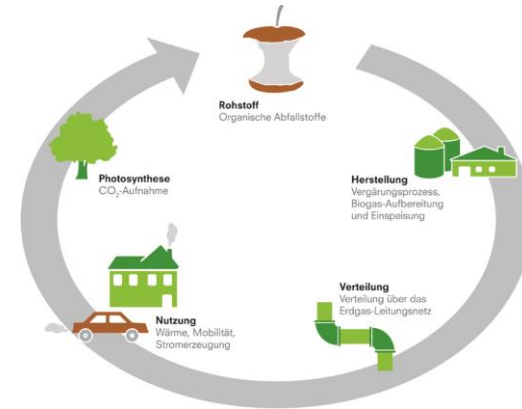 Rohstoff
Organische Abfallstoffe
Herstellung
Vergärungsprozess,
Biogas-Aufbereitung
und Einspeisung
Verteilung
Verteilung über das
Erdgas-Leitungsnetz
Nutzung
Wärme, Mobilität,
Stromerzeugung
Photosynthese
CO₂-Aufnahme